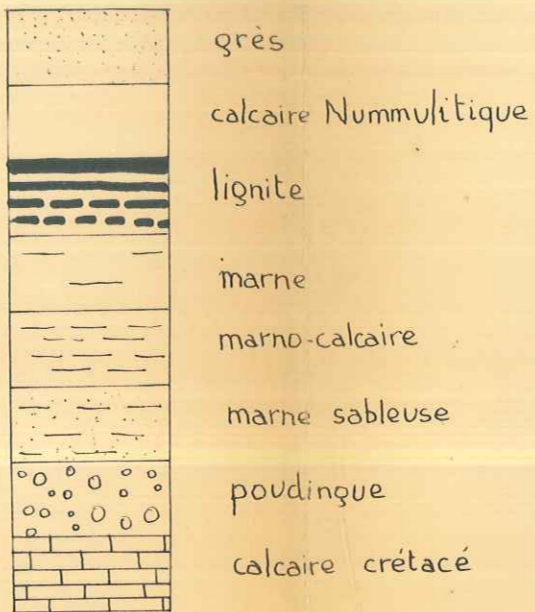 grès
calcaire Nummulitique
lignite
marne
marno-calcaire
marne sableuse
poudingue
calcaire crétacé